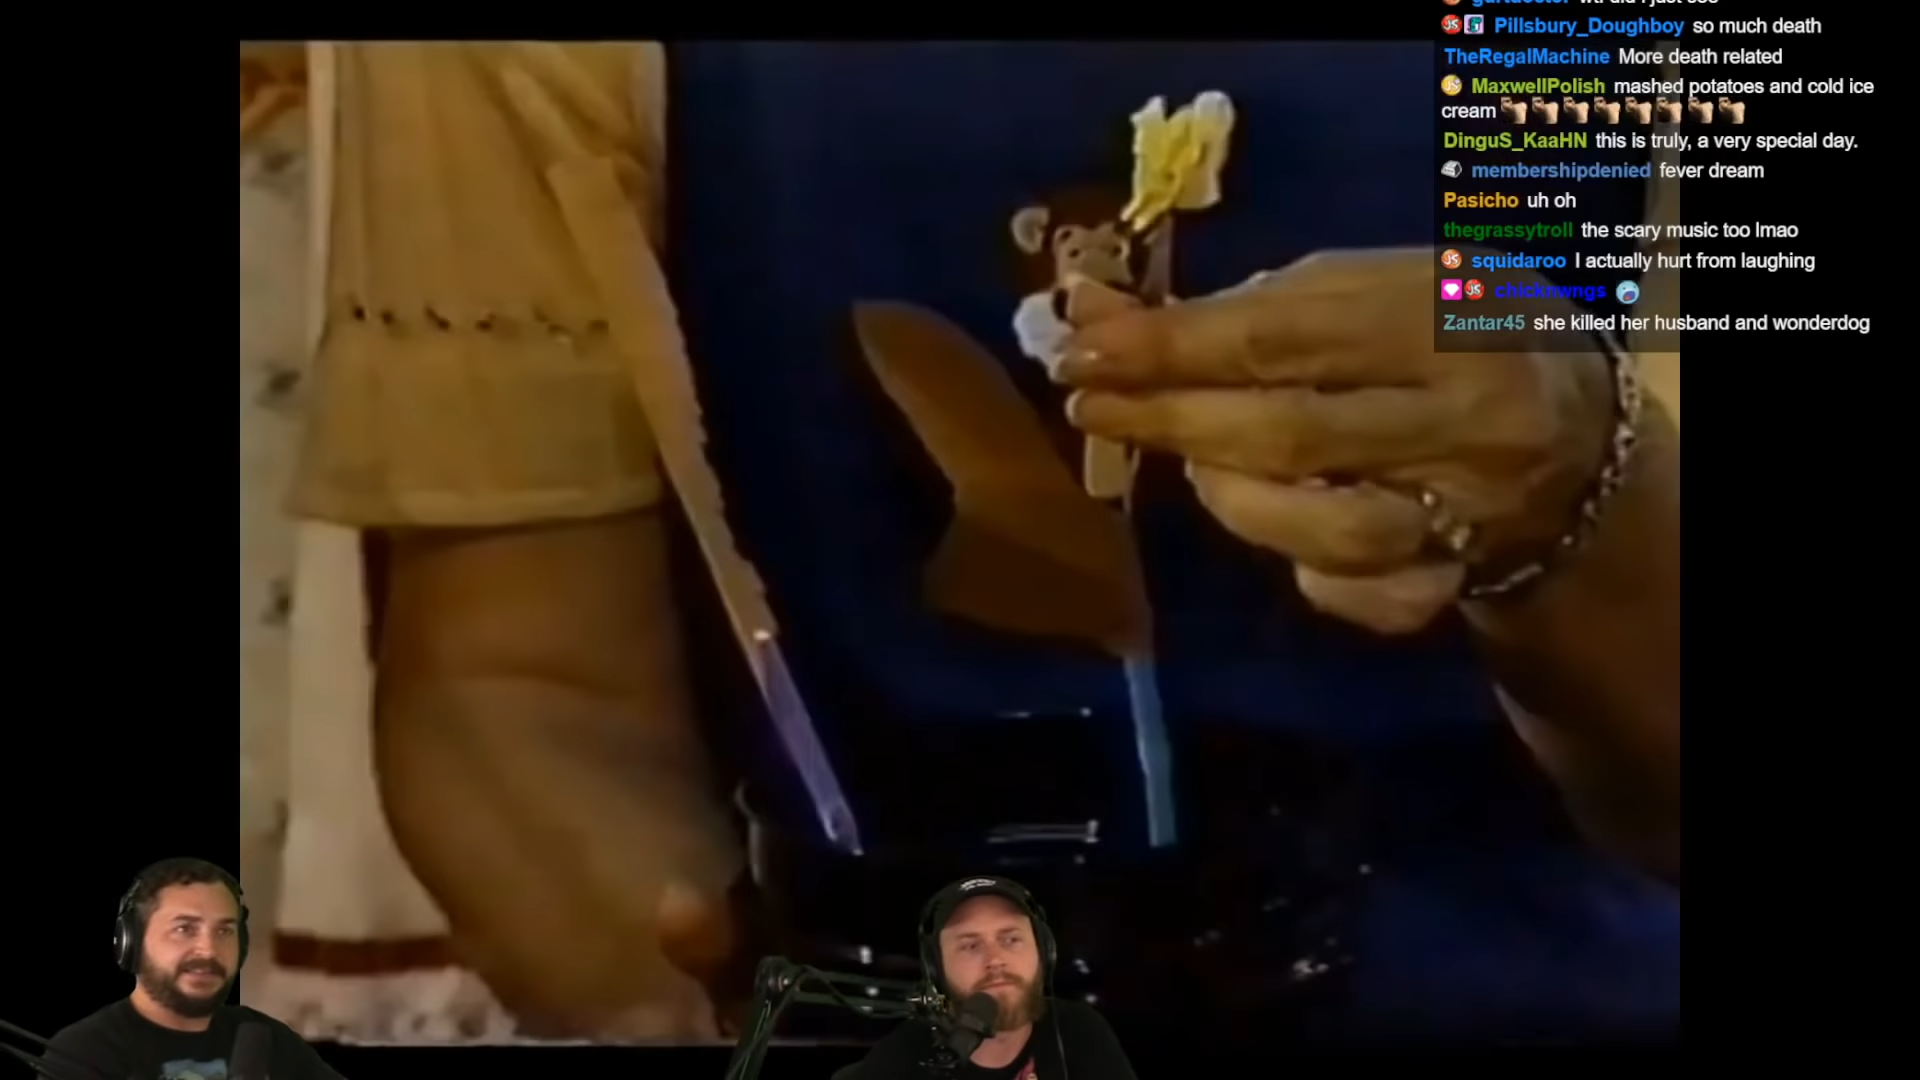 Pillsbury_Doughboy so much death
TheRegalMachine More death related
MaxwellPolish mashed potatoes and cold ice
cream
DinguS_KaaHN this is truly, a very special day.
membershipdenied fever dream
Pasicho uh oh
thegrassytroll the scary music too lmao
squidaroo I actually hurt from laughing
chicknwngs
Zantar45 she killed her husband and wonderdog